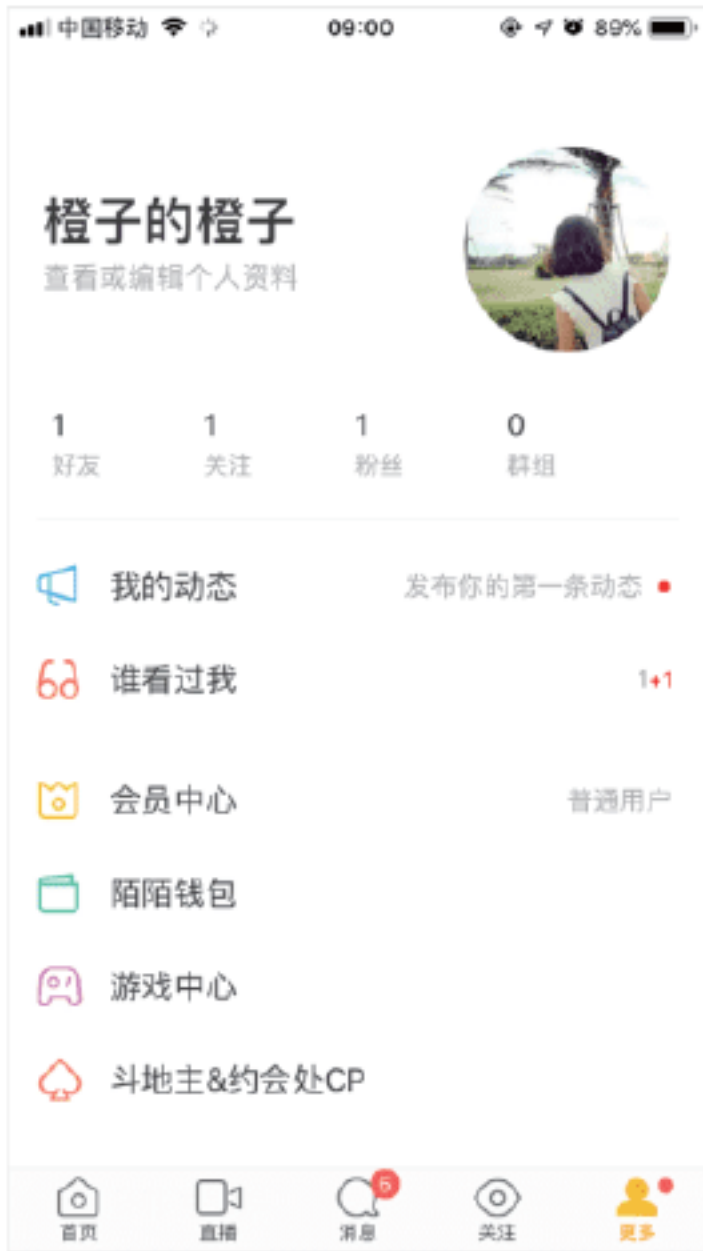 中国移动 09:00 89%
橙子的橙子
查看或编辑个人资料
1 1 1 0
好友 关注 粉丝 群组
我的动态 发布你的第一条动态
谁看过我 1+1
会员中心 普通用户
陌陌钱包
游戏中心
斗地主&约会处CP
5
首页 直播 消息 关注 更多